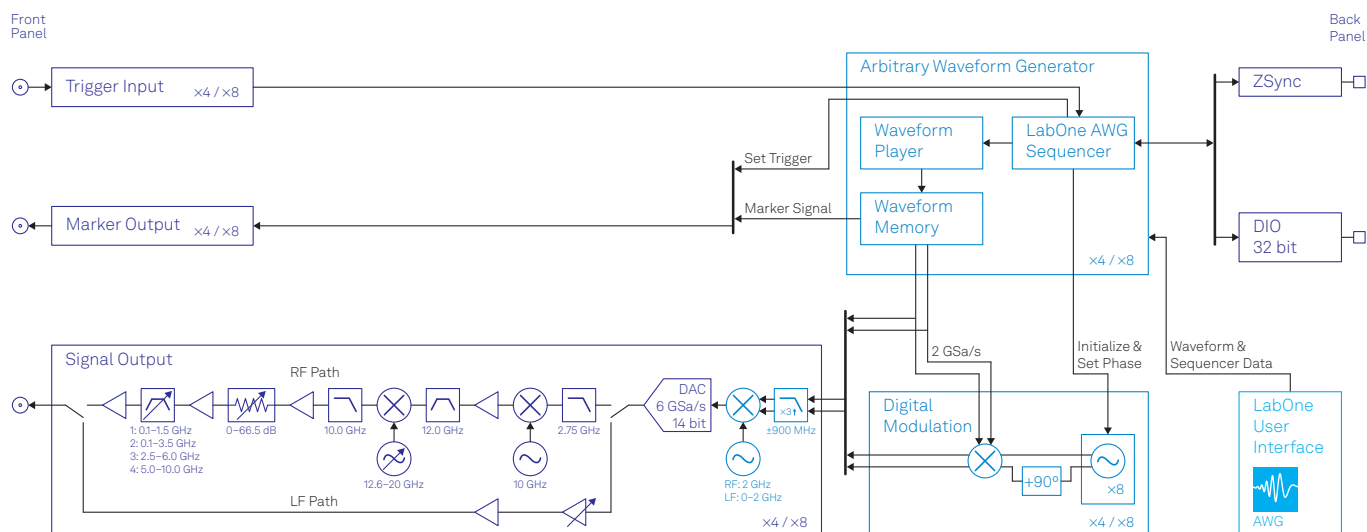 Front
Panel
Back
Panel
Trigger Input
×4 / ×8
Arbitrary Waveform Generator
ZSync
Waveform
Player
LabOne AWG
Sequencer
Set Trigger
Marker Output
×4 / ×8
Marker Signal
Waveform
Memory
×4 / ×8
DIO
32 bit
Signal Output
RF Path
2 GSa/s
Initialize &
Set Phase
Waveform &
Sequencer Data
DAC
6 GSa/s
14 bit
×3↑
1: 0.1–1.5 GHz
2: 0.1–3.5 GHz
3: 2.5–6.0 GHz
4: 5.0–10.0 GHz
0–66.5 dB
10.0 GHz
12.0 GHz
2.75 GHz
±900 MHz
12.6–20 GHz
10 GHz
RF: 2 GHz
LF: 0–2 GHz
LF Path
×4 / ×8
Digital
Modulation
+90º
×8
×4 / ×8
LabOne
User
Interface
AWG